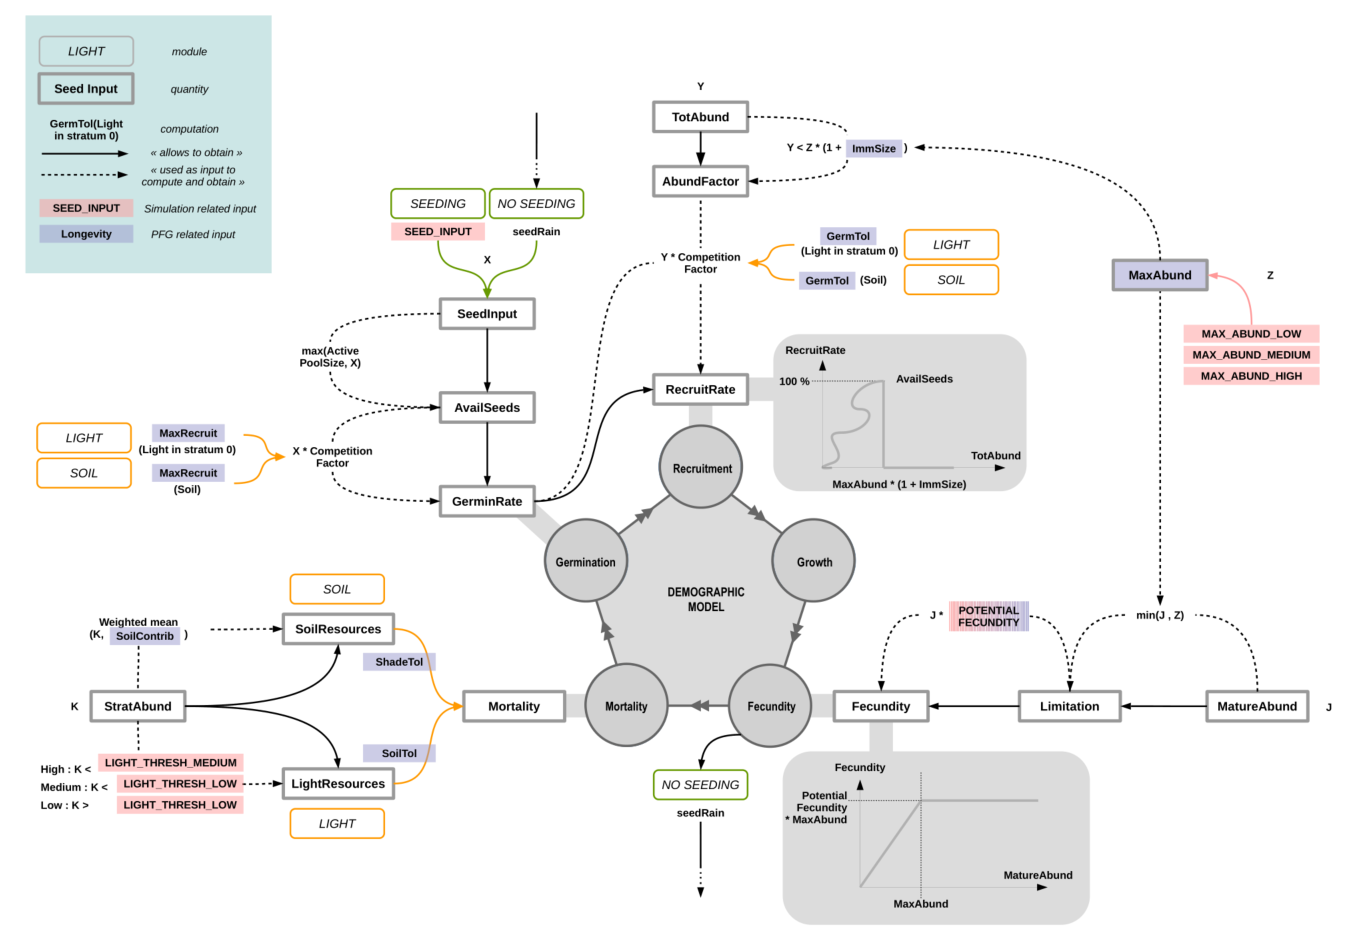 LIGHT
module
Seed Input
quantity
GermTol(Light
in stratum 0)
computation
« allows to obtain »
« used as input to
compute and obtain »
SEED_INPUT
Simulation related input
Longevity
PFG related input
Y
TotAbund
Y < Z * (1 + ImmSize )
AbundFactor
SEEDING
NO SEEDING
SEED_INPUT
seedRain
X
GermTol
(Light in stratum 0)
LIGHT
Y * Competition
Factor
GermTol (Soil)
SOIL
MaxAbund
Z
MAX_ABUND_LOW
MAX_ABUND_MEDIUM
MAX_ABUND_HIGH
SeedInput
max(Active
PoolSize, X)
AvailSeeds
RecruitRate
RecruitRate
100 %
AvailSeeds
TotAbund
MaxAbund * (1 + ImmSize)
LIGHT
MaxRecruit
(Light in stratum 0)
SOIL
MaxRecruit
(Soil)
X * Competition
Factor
GerminRate
Recruitment
Germination
Growth
DEMOGRAPHIC
MODEL
Mortality
Fecundity
SOIL
Weighted mean
(K, SoilContrib )
SoilResources
ShadeTol
K
StratAbund
Mortality
SoilTol
High : K < LIGHT_THRESH_MEDIUM
Medium : K < LIGHT_THRESH_LOW
Low : K > LIGHT_THRESH_LOW
LightResources
LIGHT
J * POTENTIAL
FECUNDITY
min(J , Z)
Fecundity
Limitation
MatureAbund
J
NO SEEDING
seedRain
Fecundity
Potential
Fecundity
* MaxAbund
MatureAbund
MaxAbund